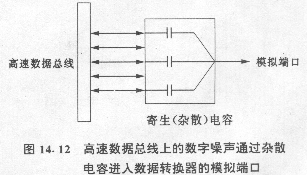 高速数据总线
模拟端口
寄生(杂散)电容
图 14.12 高速数据总线上的数字噪声通过杂散
电容进入数据转换器的模拟端口